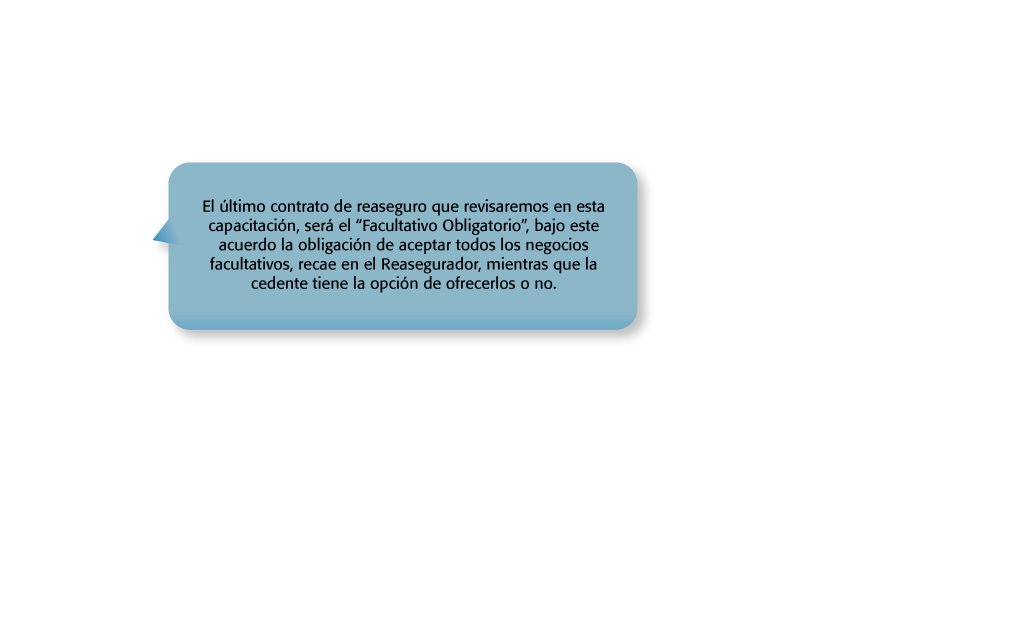 El último contrato de reaseguro que revisaremos en esta
capacitación, será el “Facultativo Obligatorio”, bajo este
acuerdo la obligación de aceptar todos los negocios
facultativos, recae en el Reasegurador, mientras que la
cedente tiene la opción de ofrecerlos o no.